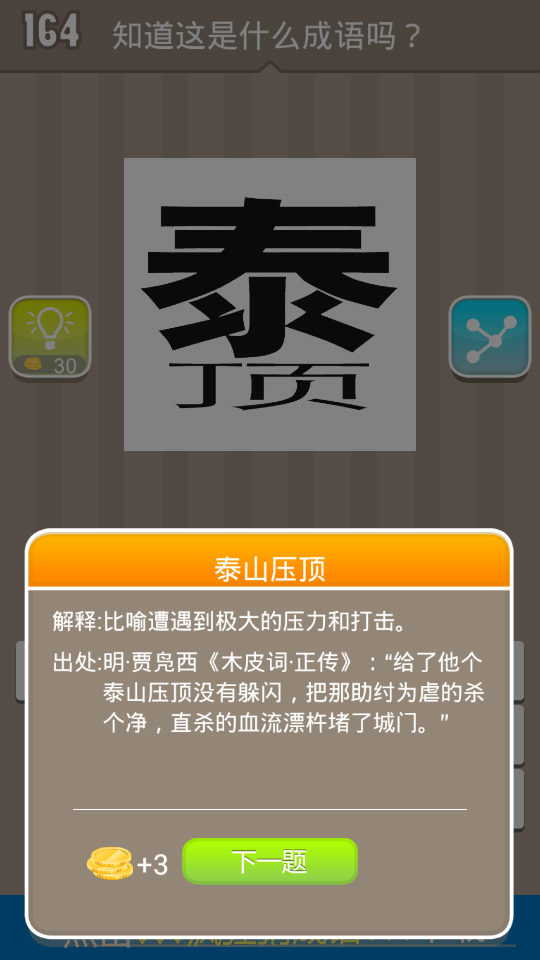 164 知道这是什么成语吗？
泰
顶
30
泰山压顶
解释:比喻遭遇到极大的压力和打击。
出处:明·贾凫西《木皮词·正传》：“给了他个
泰山压顶没有躲闪，把那助纣为虐的杀
个净，直杀的血流漂杵堵了城门。”
+3 下一题